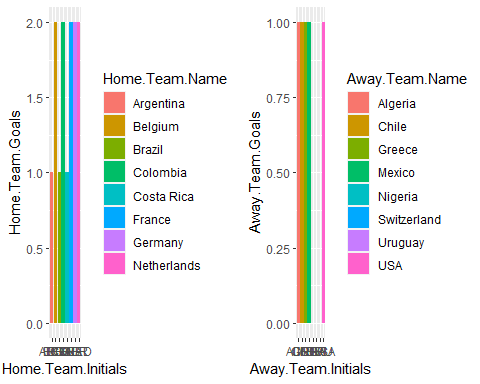 Home.Team.Goals
2.0
1.5
1.0
0.5
0.0
Home.Team.Initials
Home.Team.Name
Argentina
Belgium
Brazil
Colombia
Costa Rica
France
Germany
Netherlands
Away.Team.Goals
1.00
0.75
0.50
0.25
0.00
Away.Team.Initials
Away.Team.Name
Algeria
Chile
Greece
Mexico
Nigeria
Switzerland
Uruguay
USA